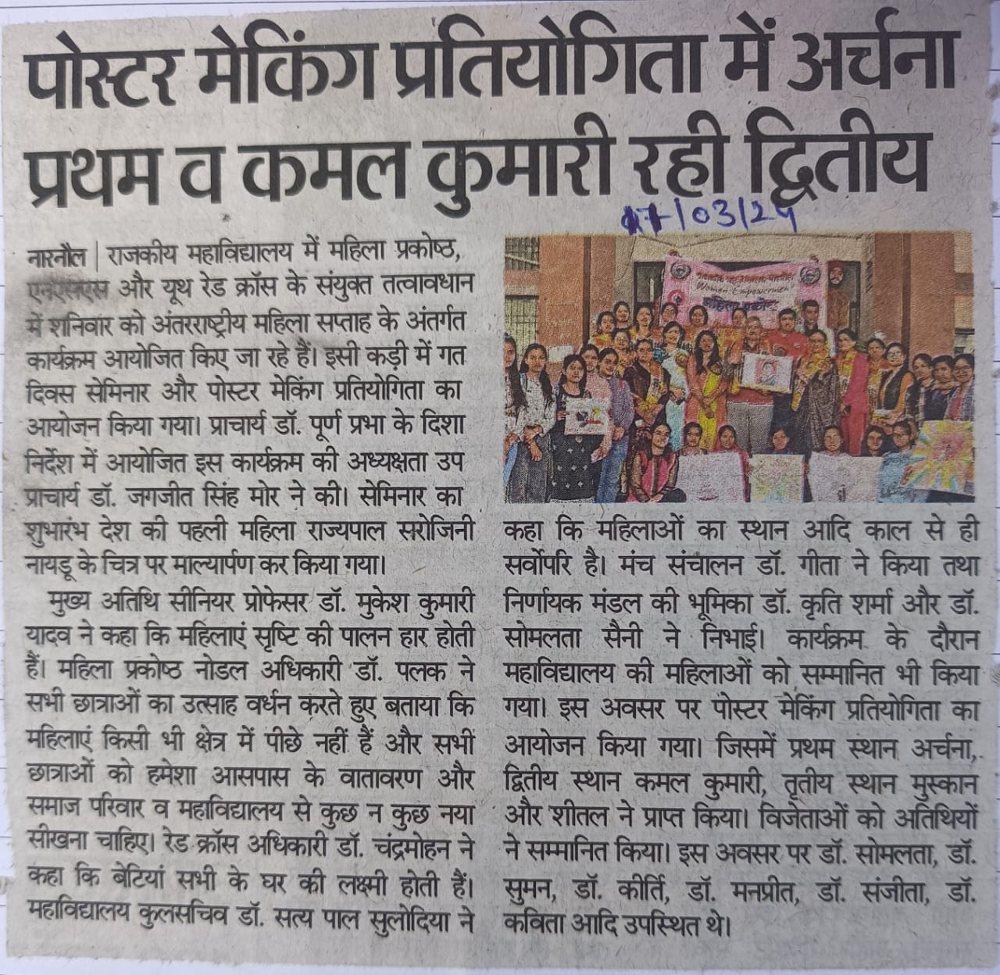 पोस्टर मेकिंग प्रतियोगिता में अर्चना
प्रथम व कमल कुमारी रही द्वितीय
/03/24
नारनौल | राजकीय महाविद्यालय में महिला प्रकोष्ठ,
एनएसएस और यूथ रेड क्रॉस के संयुक्त तत्वावधान
में शनिवार को अंतरराष्ट्रीय महिला सप्ताह के अंतर्गत
कार्यक्रम आयोजित किए जा रहे हैं। इसी कड़ी में गत
दिवस सेमिनार और पोस्टर मेकिंग प्रतियोगिता का
आयोजन किया गया। प्राचार्य डॉ. पूर्ण प्रभा के दिशा
निर्देश में आयोजित इस कार्यक्रम की अध्यक्षता उप
प्राचार्य डॉ. जगजीत सिंह मोर ने की। सेमिनार का
शुभारंभ देश की पहली महिला राज्यपाल सरोजिनी
नायडू के चित्र पर माल्यार्पण कर किया गया।
मुख्य अतिथि सीनियर प्रोफेसर डॉ. मुकेश कुमारी
यादव ने कहा कि महिलाएं सृष्टि की पालन हार होती
हैं। महिला प्रकोष्ठ नोडल अधिकारी डॉ. पलक ने
सभी छात्राओं का उत्साह वर्धन करते हुए बताया कि
महिलाएं किसी भी क्षेत्र में पीछे नहीं हैं और सभी
छात्राओं को हमेशा आसपास के वातावरण और
समाज परिवार व महाविद्यालय से कुछ न कुछ नया
सीखना चाहिए। रेड क्रॉस अधिकारी डॉ. चंद्रमोहन ने
कहा कि बेटियां सभी के घर की लक्ष्मी होती हैं।
महाविद्यालय कुलसचिव डॉ. सत्य पाल सुलोदिया ने
Women Empowerment
महिला प्रकोष्ठ
कहा कि महिलाओं का स्थान आदि काल से ही
सर्वोपरि है। मंच संचालन डॉ. गीता ने किया तथा
निर्णायक मंडल की भूमिका डॉ. कृति शर्मा और डॉ.
सोमलता सैनी ने निभाई। कार्यक्रम के दौरान
महाविद्यालय की महिलाओं को सम्मानित भी किया
गया। इस अवसर पर पोस्टर मेकिंग प्रतियोगिता का
आयोजन किया गया। जिसमें प्रथम स्थान अर्चना,
द्वितीय स्थान कमल कुमारी, तृतीय स्थान मुस्कान
और शीतल ने प्राप्त किया। विजेताओं को अतिथियों
ने सम्मानित किया। इस अवसर पर डॉ. सोमलता, डॉ.
सुमन, डॉ. कीर्ति, डॉ. मनप्रीत, डॉ. संजीता, डॉ.
कविता आदि उपस्थित थे।